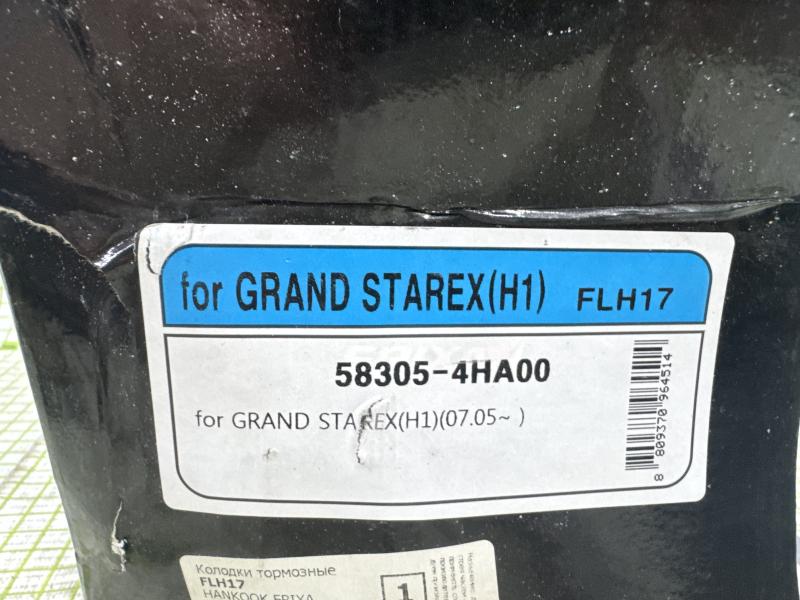 for GRAND STAREX(H1) FLH17
58305-4HA00
for GRAND STAREX(H1)(07.05~ )
8 809370 964514
Колодки тормозные
FLH17
HANKOOK FRIXA
1